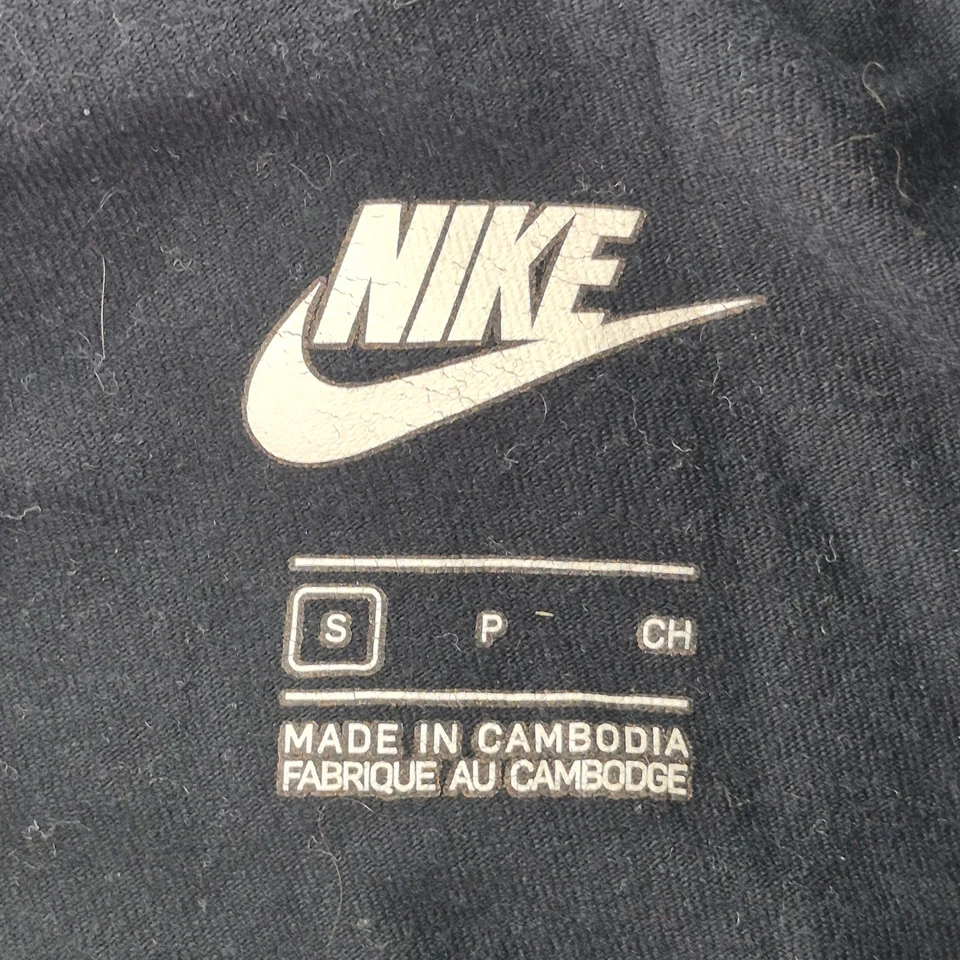 NIKE
S P CH
MADE IN CAMBODIA
FABRIQUE AU CAMBODGE